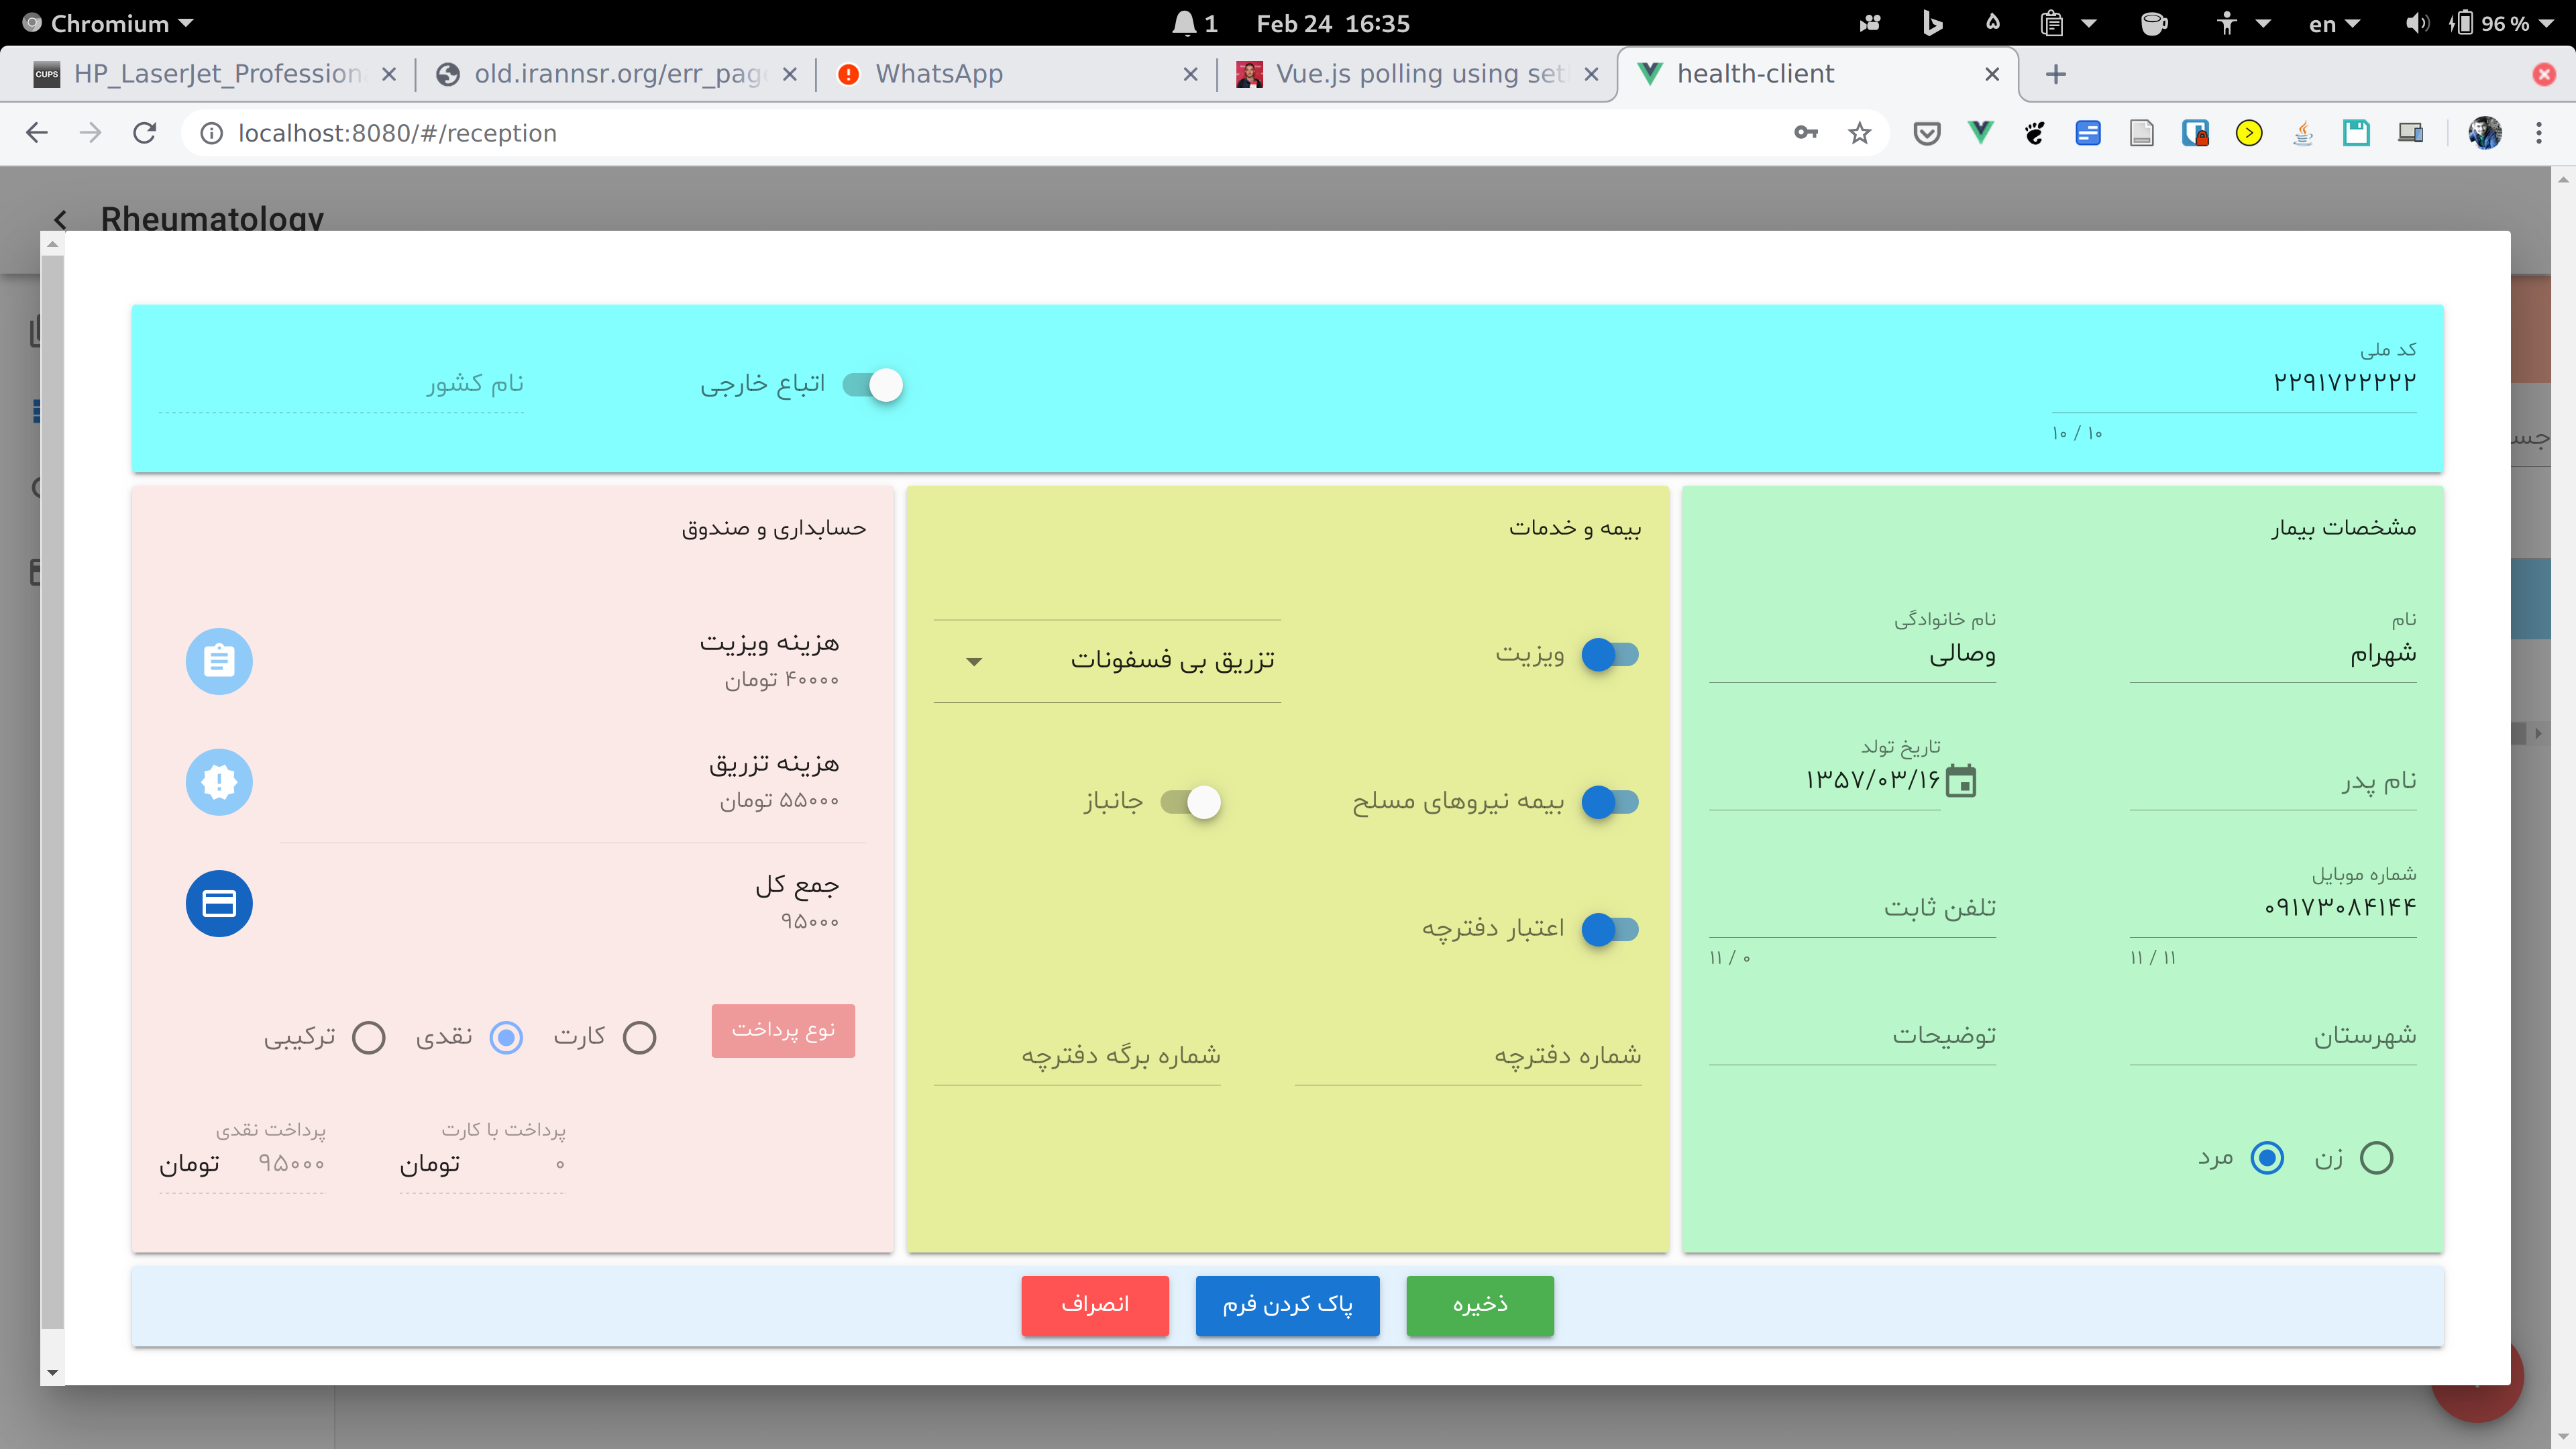 Chromium
1
Feb 24 16:35
۵
en
96 %
CUPS
HP_LaserJet_Profession
old.irannsr.org/err_pag
WhatsApp
Vue.js polling using set
health-client
localhost:8080/#/reception
Rheumatology
جس
کد ملی
۲۲۹۱۷۲۲۲۲۲
۱۰ / ۱۰
اتباع خارجی
نام کشور
مشخصات بیمار
نام
شهرام
نام خانوادگی
وصالی
نام پدر
تاریخ تولد
۱۳۵۷/۰۳/۱۶
شماره موبایل
۰۹۱۷۳۰۸۴۱۴۴
۱۱ / ۱۱
تلفن ثابت
۱۱ / ۰
شهرستان
توضیحات
زن
مرد
بیمه و خدمات
ویزیت
تزریق بی فسفونات
بیمه نیروهای مسلح
جانباز
اعتبار دفترچه
شماره دفترچه
شماره برگه دفترچه
حسابداری و صندوق
هزینه ویزیت
۴۰۰۰۰ تومان
هزینه تزریق
۵۵۰۰۰ تومان
جمع کل
۹۵۰۰۰
نوع پرداخت
کارت
نقدی
ترکیبی
پرداخت با کارت
۰ تومان
پرداخت نقدی
۹۵۰۰۰ تومان
ذخیره
پاک کردن فرم
انصراف